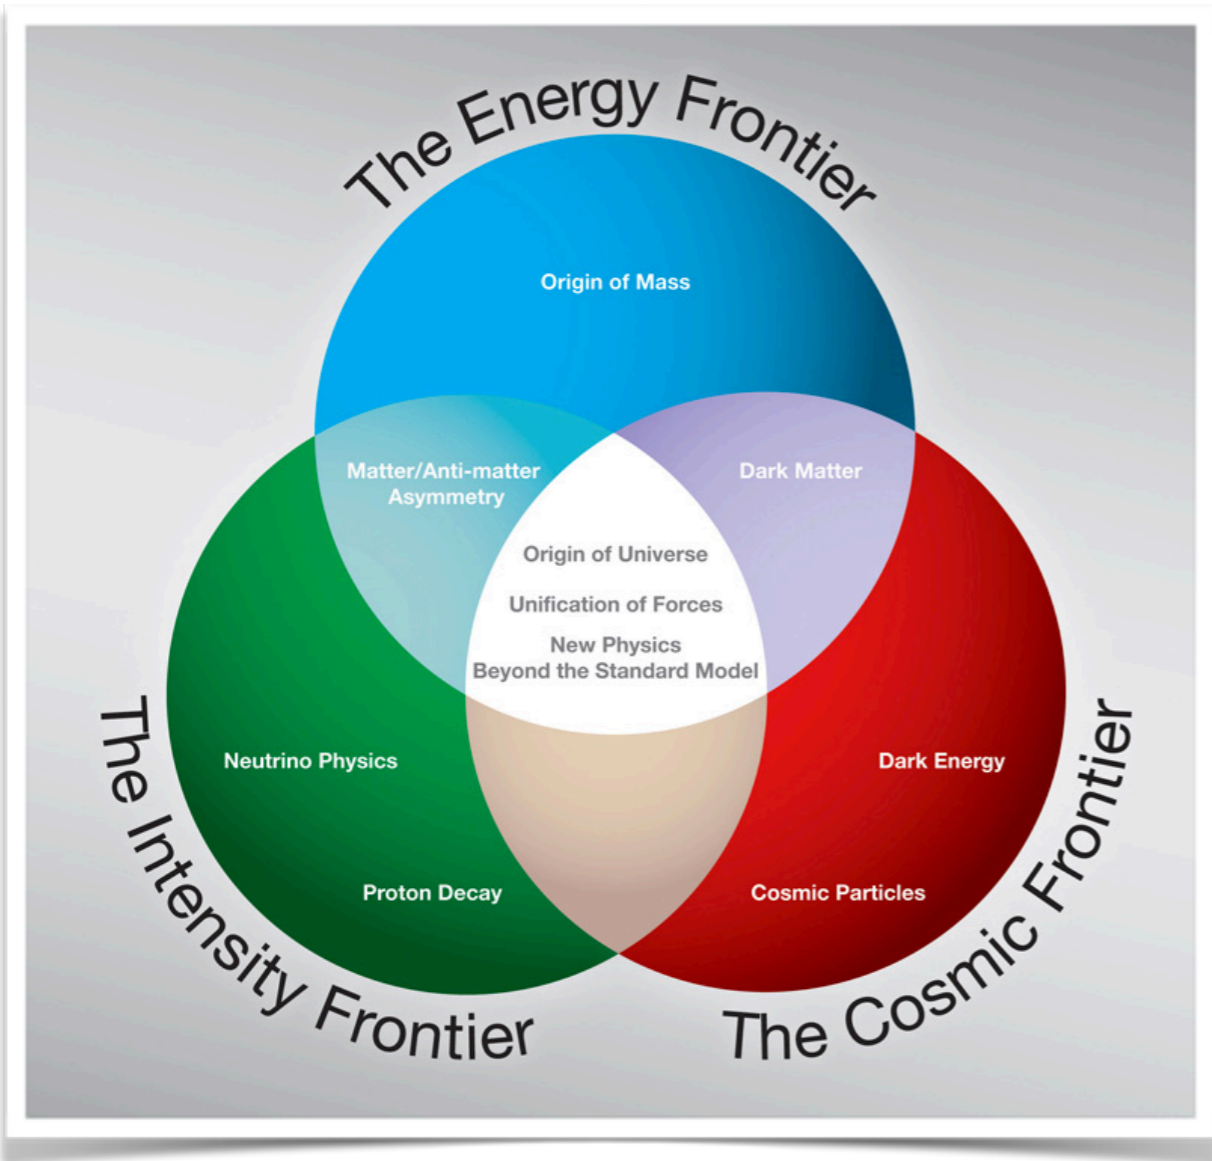 The Energy Frontier
Origin of Mass
Matter/Anti-matter
Asymmetry
Dark Matter
Origin of Universe
Unification of Forces
New Physics
Beyond the Standard Model
Neutrino Physics
Dark Energy
Proton Decay
Cosmic Particles
The Intensity Frontier
The Cosmic Frontier